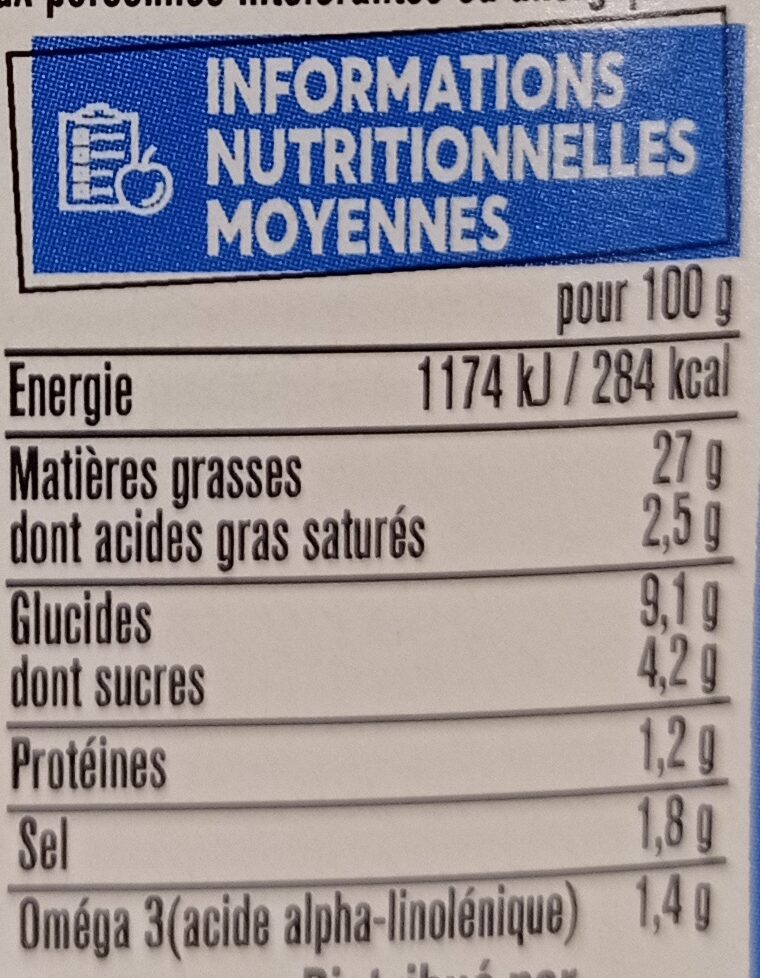 INFORMATIONS
NUTRITIONNELLES
MOYENNES
pour 100 g
Energie 1174 kJ / 284 kcal
Matières grasses 27 g
dont acides gras saturés 2,5 g
Glucides 9,1 g
dont sucres 4,2 g
Protéines 1,2 g
Sel 1,8 g
Oméga 3(acide alpha-linolénique) 1,4 g